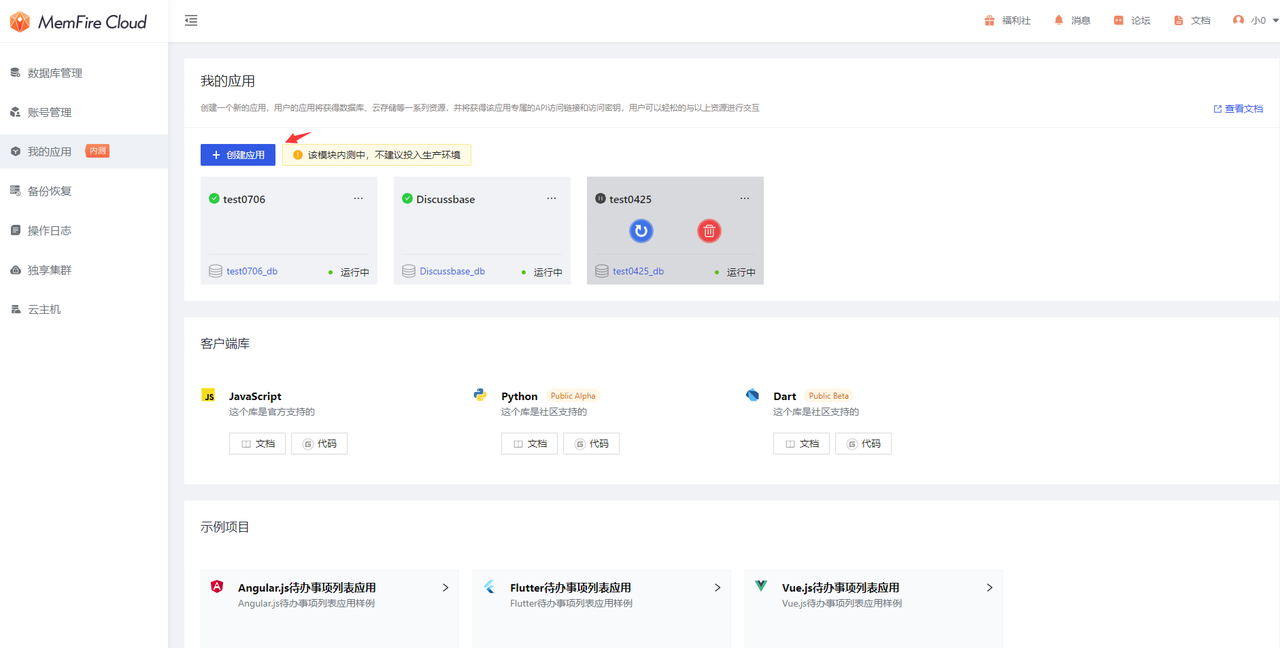 MemFire Cloud
福利社
消息
论坛
文档
小0
数据库管理
账号管理
我的应用 内测
备份恢复
操作日志
独享集群
云主机
我的应用
创建一个新的应用，用户的应用将获得数据库、云存储等一系列资源，并将获得该应用专属的API访问链接和访问密钥，用户可以轻松的与以上资源进行交互
查看文档
+ 创建应用
该模块内测中，不建议投入生产环境
test0706 ...
test0706_db 运行中
Discussbase ...
Discussbase_db 运行中
test0425 ...
test0425_db 运行中
客户端库
JS
JavaScript
这个库是官方支持的
文档
代码
Python Public Alpha
这个库是社区支持的
文档
代码
Dart Public Beta
这个库是社区支持的
文档
代码
示例项目
Angular.js待办事项列表应用
Angular.js待办事项列表应用样例
Flutter待办事项列表应用
Flutter待办事项列表应用样例
Vue.js待办事项列表应用
Vue.js待办事项列表应用样例